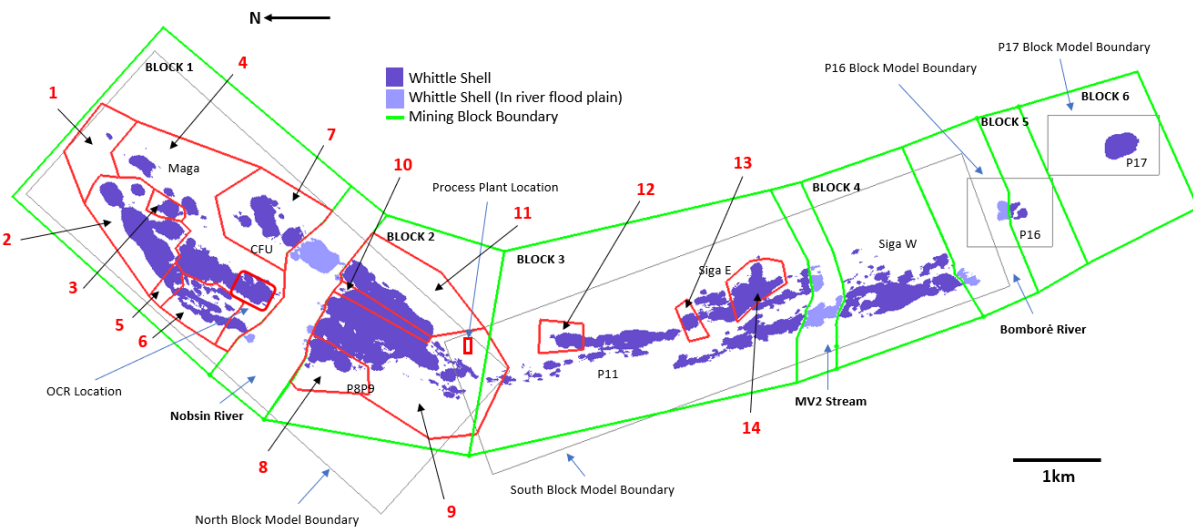 N
BLOCK 1
4
1
7
Whittle Shell
Whittle Shell (In river flood plain)
Mining Block Boundary
P17 Block Model Boundary
P16 Block Model Boundary
BLOCK 6
BLOCK 5
P17
Maga
10
Process Plant Location
11
13
12
BLOCK 4
2
3
CFU
BLOCK 2
BLOCK 3
Siga E
Siga W
P16
5
6
OCR Location
Nobsin River
P8P9
P11
Bomboré River
MV2 Stream
8
14
9
North Block Model Boundary
South Block Model Boundary
1km